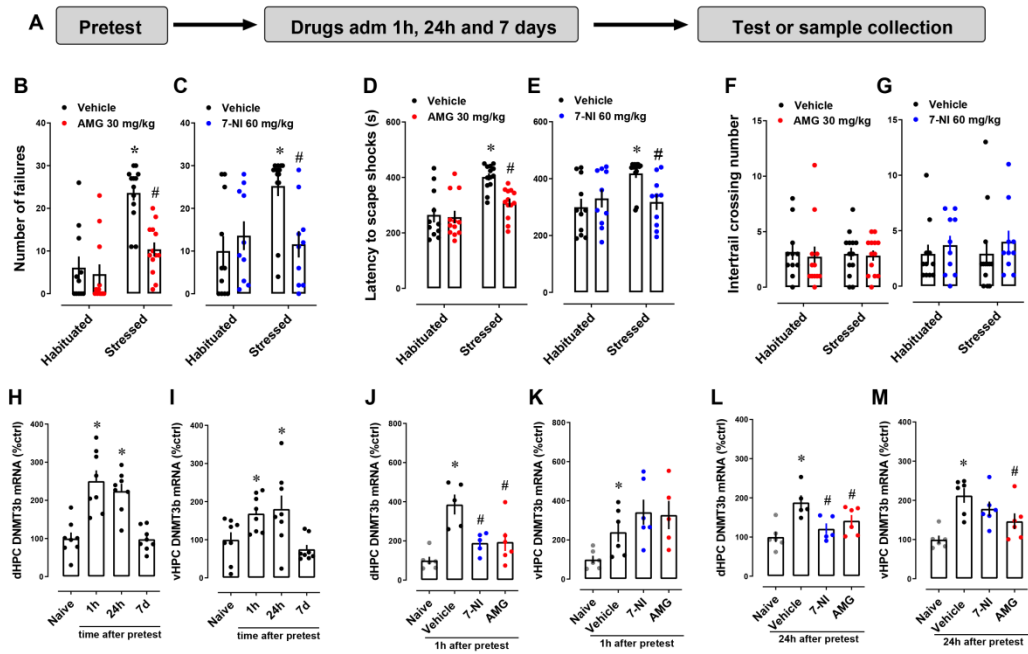 A
Pretest
Drugs adm 1h, 24h and 7 days
Test or sample collection
B
Vehicle
AMG 30 mg/kg
Number of failures
40
30
20
10
0
*
#
Habituated
Stressed
C
Vehicle
7-NI 60 mg/kg
40
30
20
10
0
*
#
Habituated
Stressed
D
Vehicle
AMG 30 mg/kg
Latency to scape shocks (s)
600
400
200
0
*
#
Habituated
Stressed
E
Vehicle
7-NI 60 mg/kg
600
400
200
0
*
#
Habituated
Stressed
F
Vehicle
AMG 30 mg/kg
Intertrail crossing number
15
10
5
0
Habituated
Stressed
G
Vehicle
7-NI 60 mg/kg
15
10
5
0
Habituated
Stressed
H
dHPC DNMT3b mRNA (%ctrl)
400
300
200
100
0
*
*
Naive
1h
24h
7d
time after pretest
I
vHPC DNMT3b mRNA (%ctrl)
400
300
200
100
0
*
*
Naive
1h
24h
7d
time after pretest
J
dHPC DNMT3b mRNA (%ctrl)
800
600
400
200
0
*
#
#
Naive
Vehicle
7-NI
AMG
1h after pretest
K
vHPC DNMT3b mRNA (%ctrl)
800
600
400
200
0
*
Naive
Vehicle
7-NI
AMG
1h after pretest
L
dHPC DNMT3b mRNA (%ctrl)
400
300
200
100
0
*
#
#
Naive
Vehicle
7-NI
AMG
24h after pretest
M
vHPC DNMT3b mRNA (%ctrl)
400
300
200
100
0
*
#
Naive
Vehicle
7-NI
AMG
24h after pretest